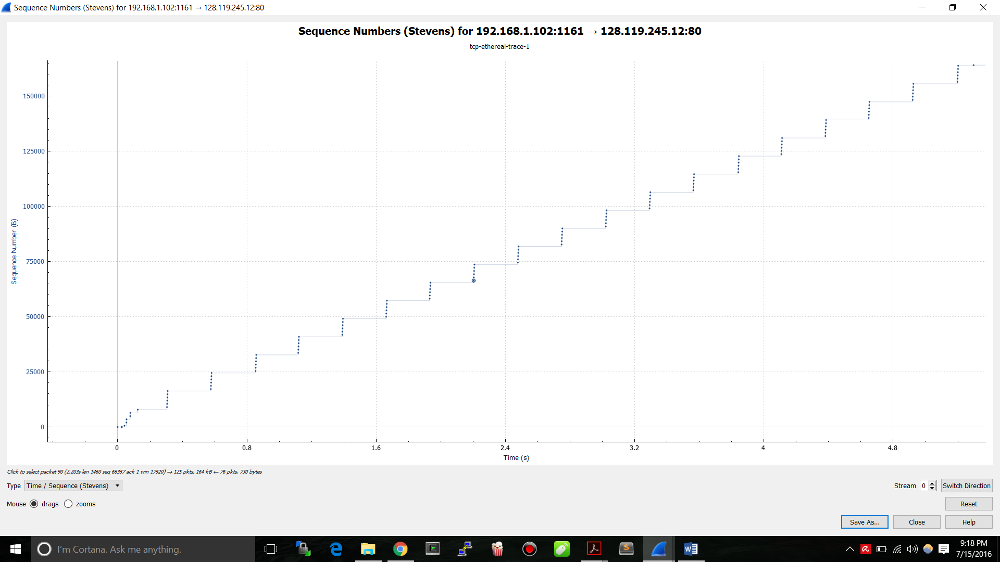 Sequence Numbers (Stevens) for 192.168.1.102:1161 → 128.119.245.12:80
Sequence Numbers (Stevens) for 192.168.1.102:1161 → 128.119.245.12:80
tcp-ethereal-trace-1
Sequence Number (B)
150000
125000
100000
75000
50000
25000
0
0 0.8 1.6 2.4 3.2 4 4.8
Time (s)
Click to select packet 90 (2.203s len 1460 seq 66357 ack 1 win 17520) → 125 pkts, 164 kB ← 76 pkts, 730 bytes
Type Time / Sequence (Stevens) Stream 0 Switch Direction
Mouse drags zooms Reset
Save As... Close Help
I'm Cortana. Ask me anything.
9:18 PM
7/15/2016